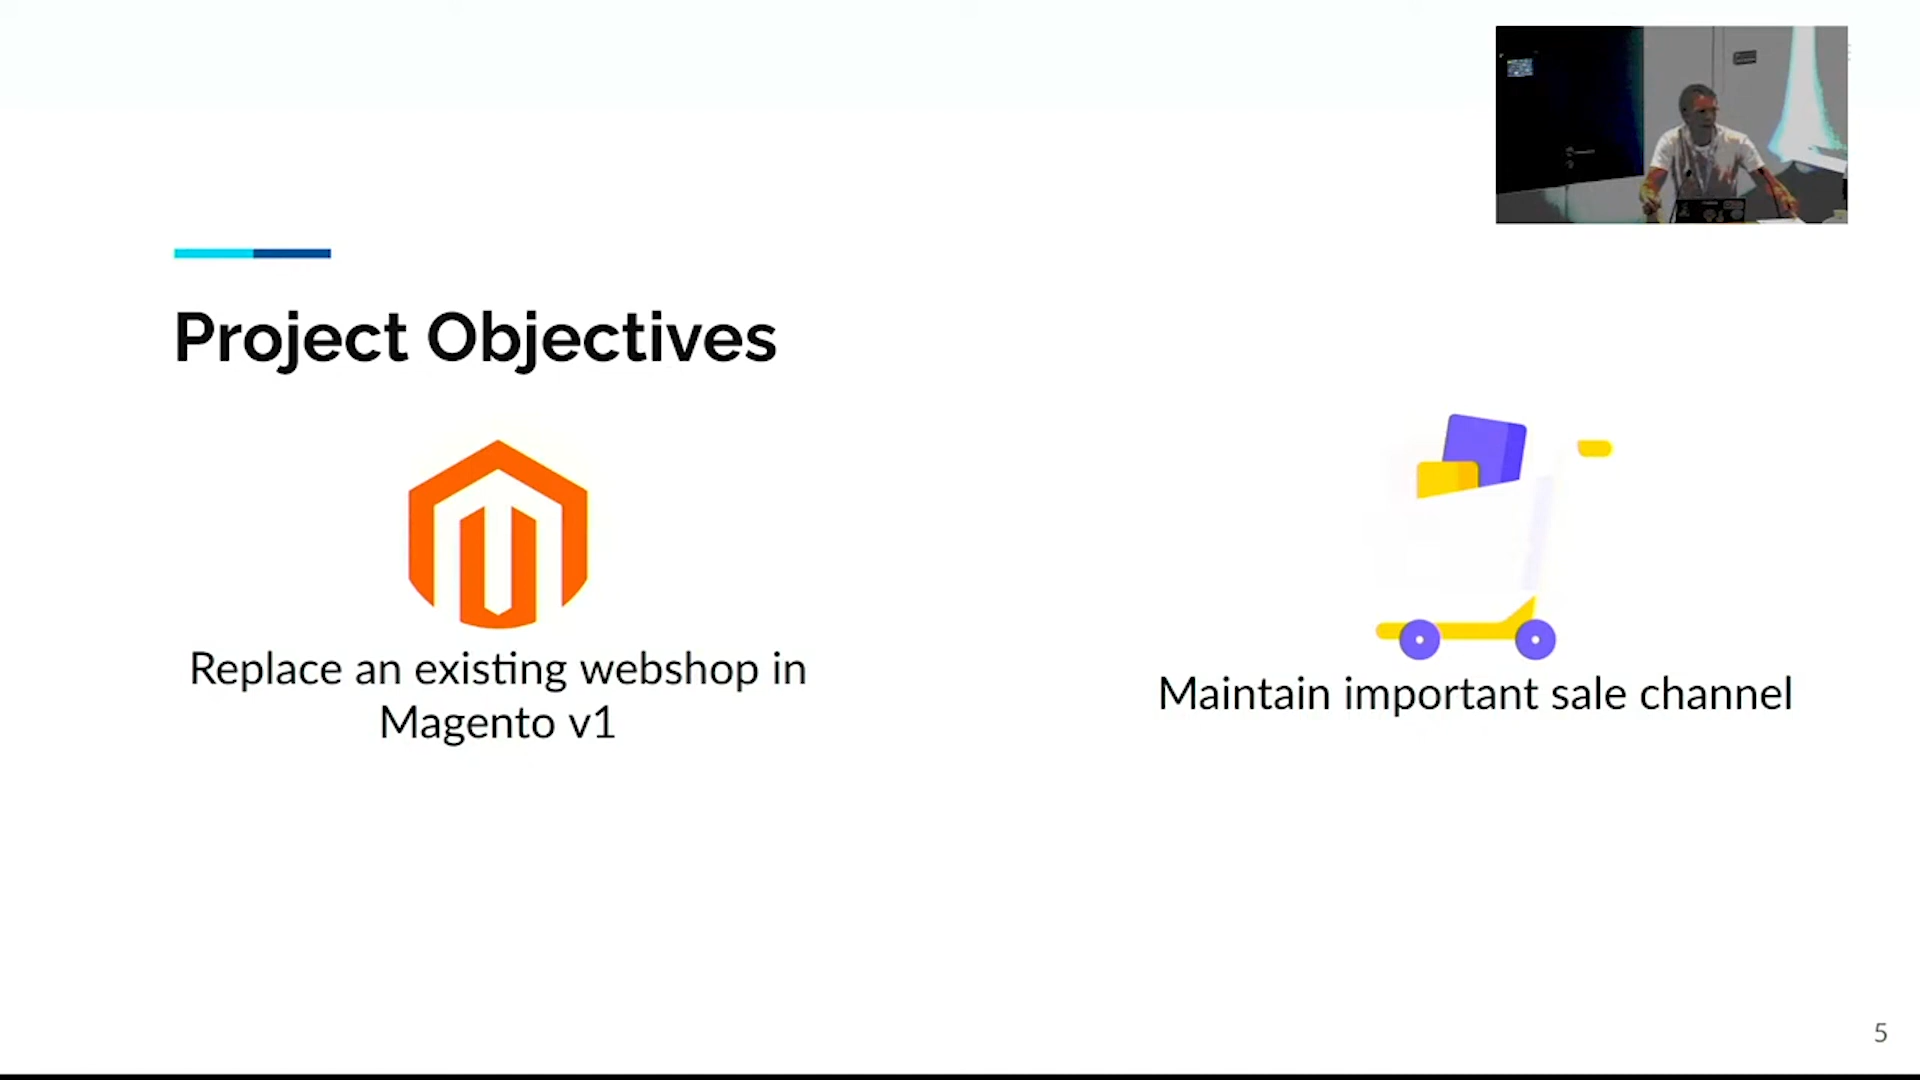 Project Objectives
Replace an existing webshop in
Magento v1
Maintain important sale channel
5